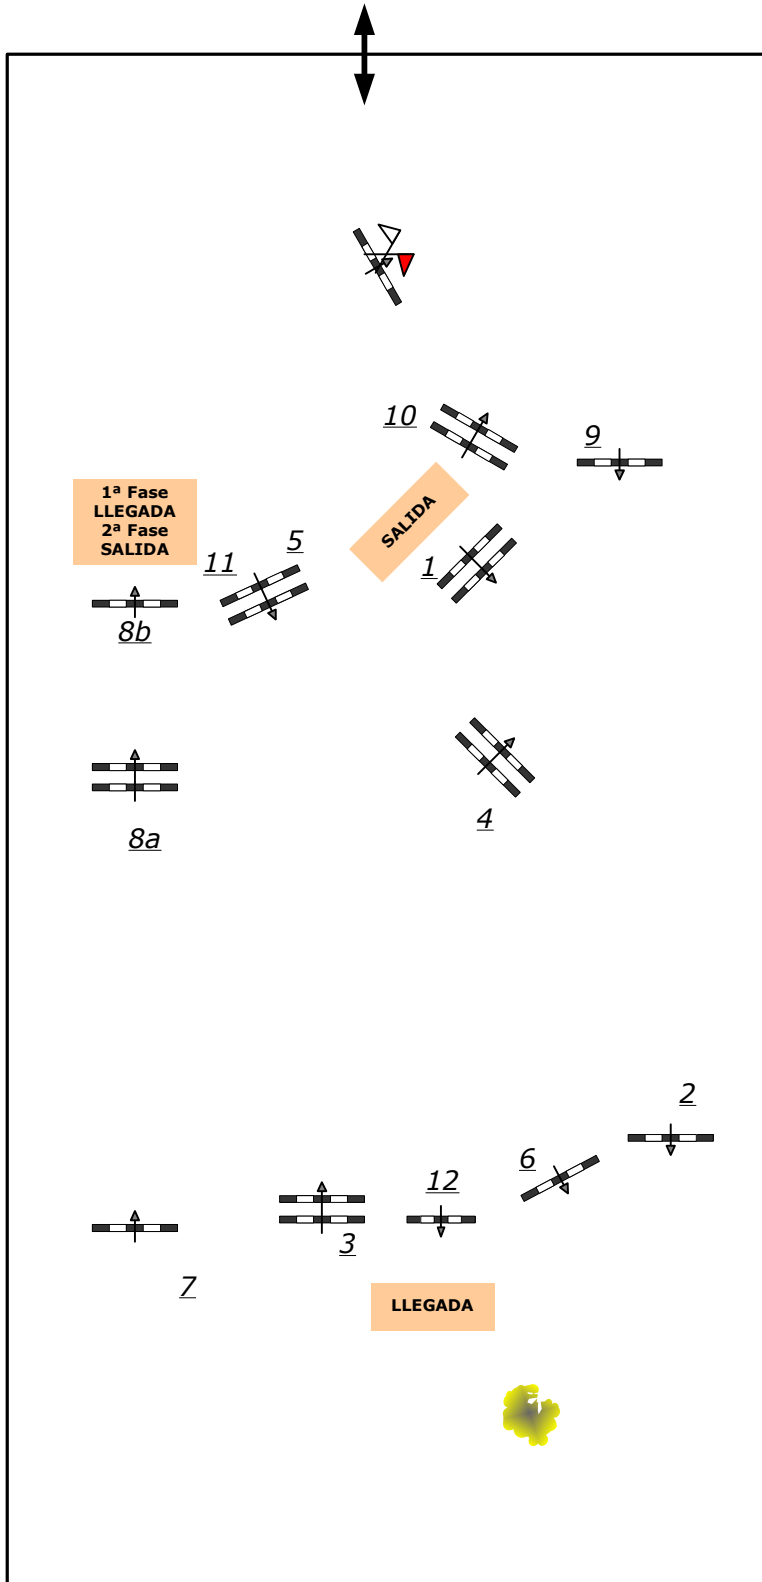 10
9
1ª Fase
LLEGADA
2ª Fase
SALIDA
SALIDA
5
11
1
8b
4
8a
2
6
12
3
7
LLEGADA